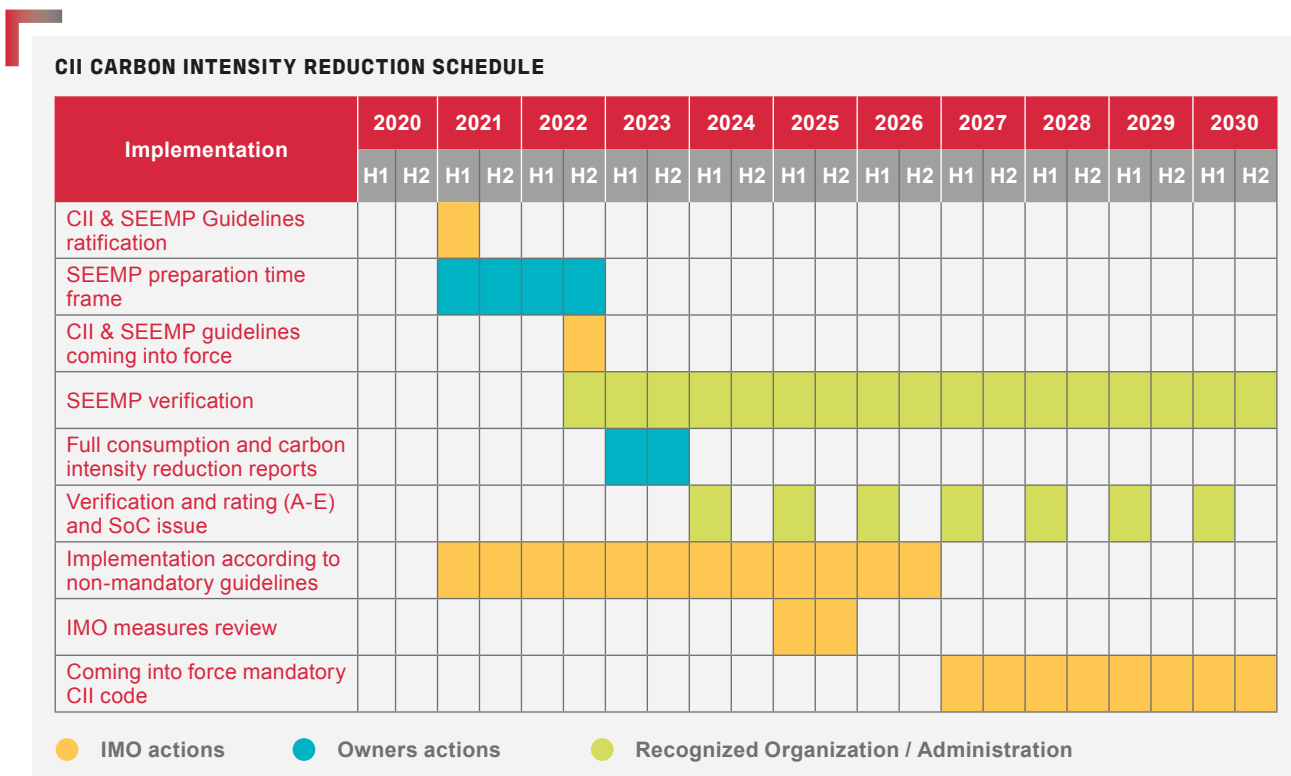 CII CARBON INTENSITY REDUCTION SCHEDULE
Implementation 2020 2021 2022 2023 2024 2025 2026 2027 2028 2029 2030
H1 H2 H1 H2 H1 H2 H1 H2 H1 H2 H1 H2 H1 H2 H1 H2 H1 H2 H1 H2 H1 H2
CII & SEEMP Guidelines
ratification
SEEMP preparation time
frame
CII & SEEMP guidelines
coming into force
SEEMP verification
Full consumption and carbon
intensity reduction reports
Verification and rating (A-E)
and SoC issue
Implementation according to
non-mandatory guidelines
IMO measures review
Coming into force mandatory
CII code
IMO actions Owners actions Recognized Organization / Administration